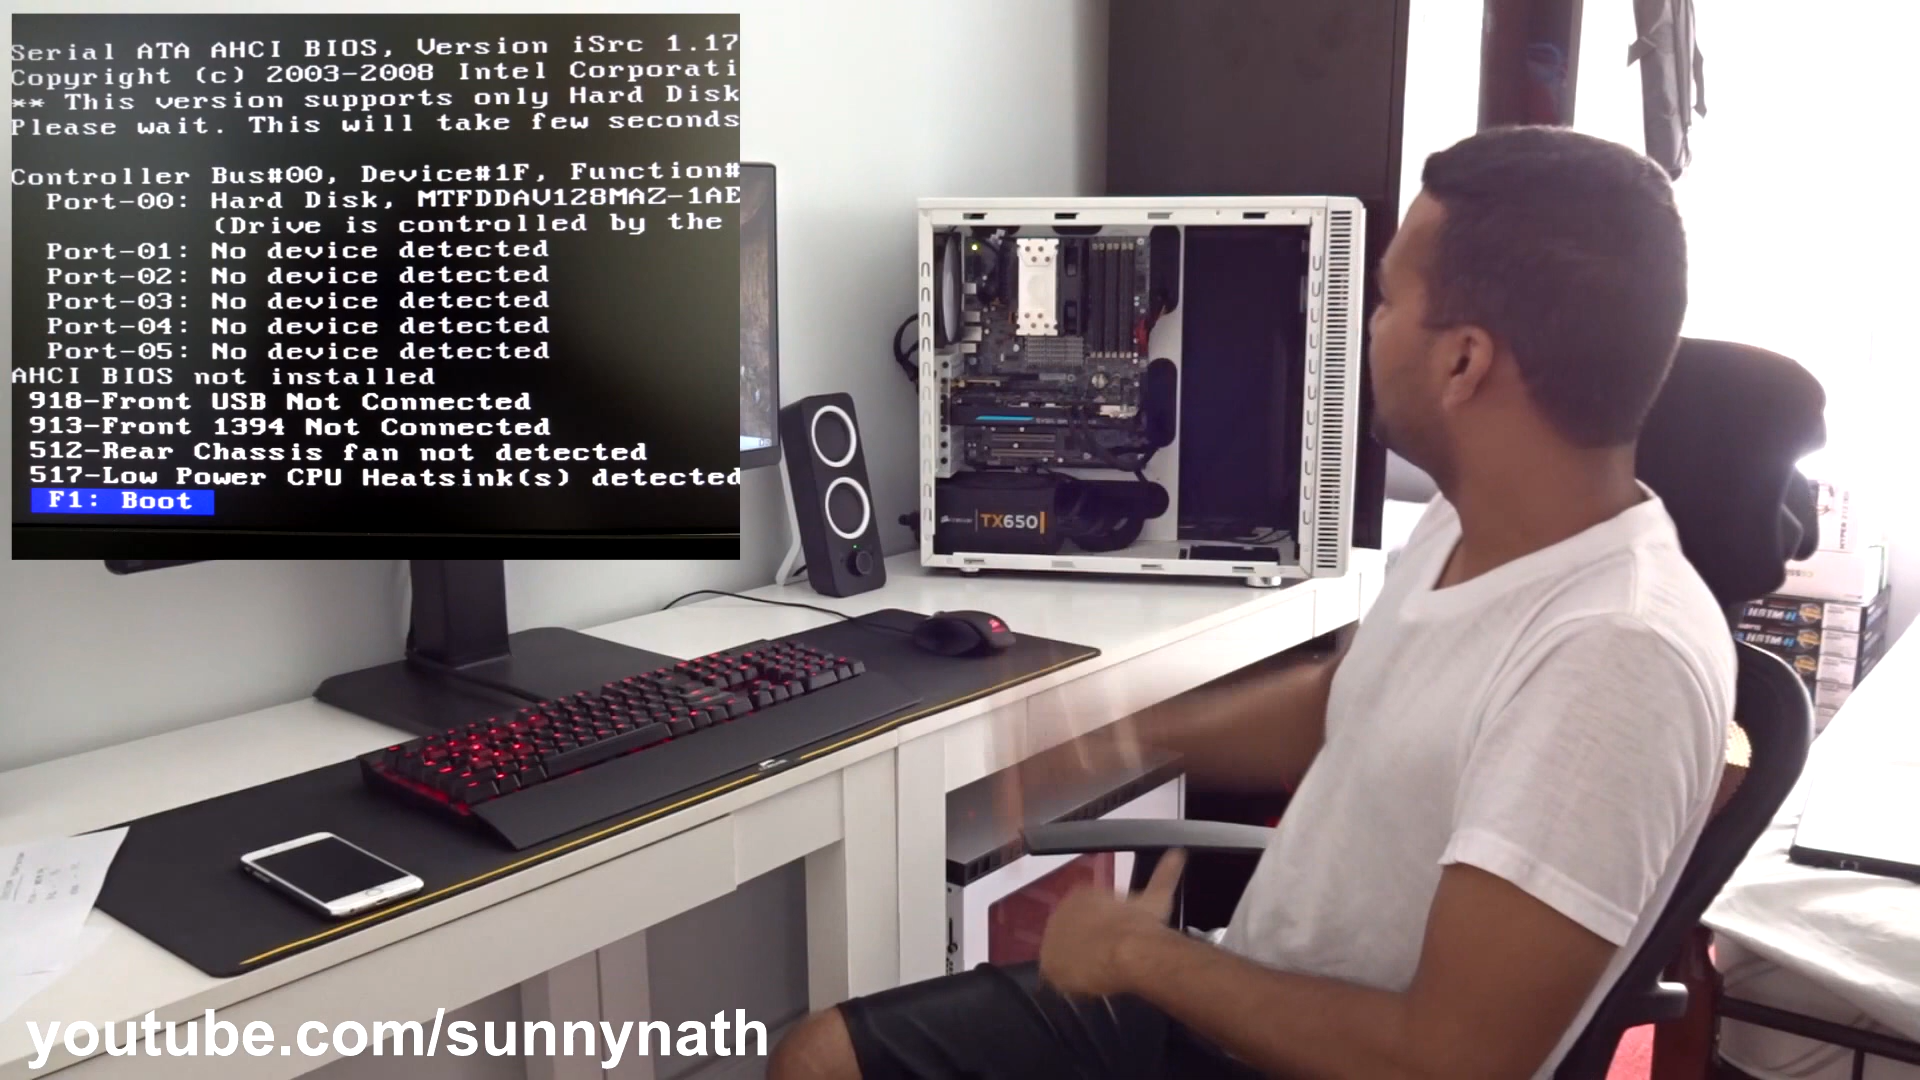 Serial ATA AHCI BIOS, Version iSrc 1.17
Copyright (c) 2003-2008 Intel Corporati
** This version supports only Hard Disk
Please wait. This will take few seconds
Controller Bus#00, Device#1F, Function#
Port-00: Hard Disk, MTFDDAV128MAZ-1AE
(Drive is controlled by the
Port-01: No device detected
Port-02: No device detected
Port-03: No device detected
Port-04: No device detected
Port-05: No device detected
AHCI BIOS not installed
918-Front USB Not Connected
913-Front 1394 Not Connected
512-Rear Chassis fan not detected
517-Low Power CPU Heatsink(s) detected
F1: Boot
TX650
youtube.com/sunnynath